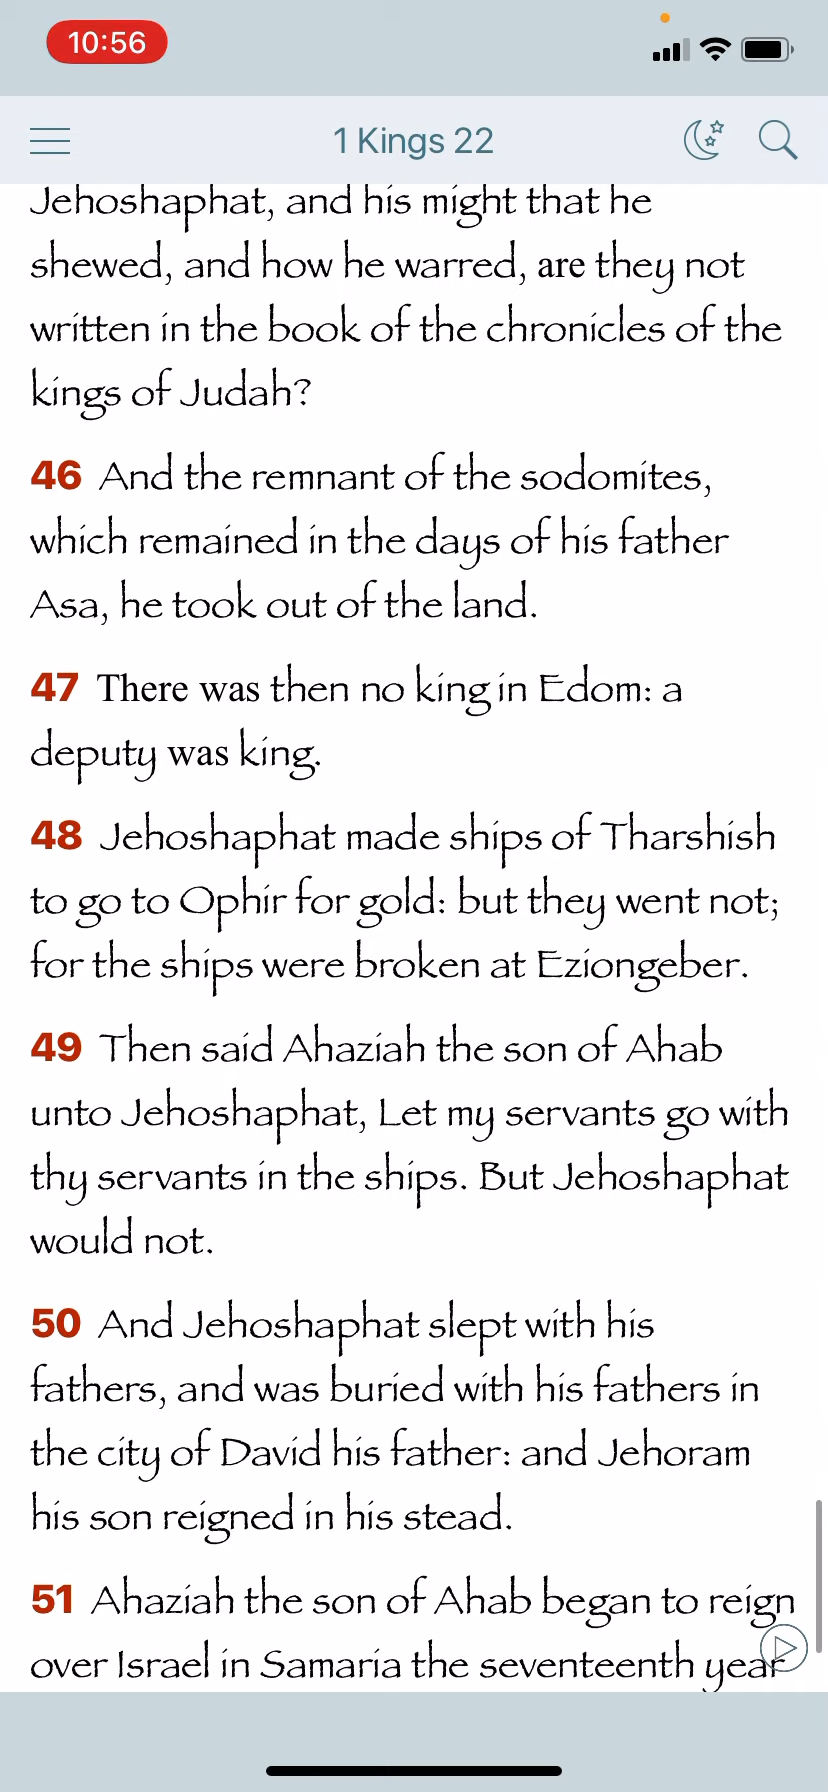 10:56
1 Kings 22
Jehoshaphat, and his might that he
shewed, and how he warred, are they not
written in the book of the chronicles of the
kings of Judah?
46 And the remnant of the sodomites,
which remained in the days of his father
Asa, he took out of the land.
47 There was then no king in Edom: a
deputy was king.
48 Jehoshaphat made ships of Tharshish
to go to Ophir for gold: but they went not;
for the ships were broken at Eziongeber.
49 Then said Ahaziah the son of Ahab
unto Jehoshaphat, Let my servants go with
thy servants in the ships. But Jehoshaphat
would not.
50 And Jehoshaphat slept with his
fathers, and was buried with his fathers in
the city of David his father: and Jehoram
his son reigned in his stead.
51 Ahaziah the son of Ahab began to reign
over Israel in Samaria the seventeenth year